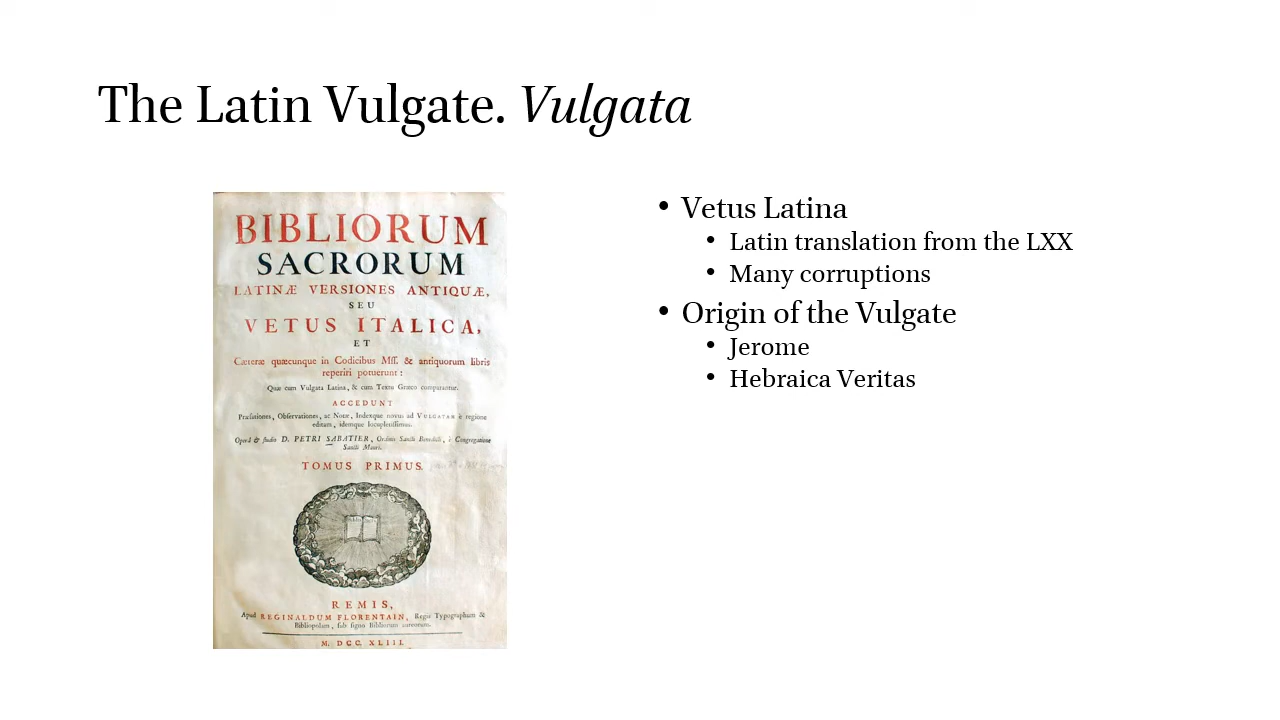 The Latin Vulgate. Vulgata
BIBLIORUM
SACRORUM
LATINÆ VERSIONES ANTIQUÆ,
SEU
VETUS ITALICA,
ET
Cæteræ quæcunque in Codicibus Mſſ. & antiquorum libris
reperiri potuerunt :
Quæ cum Vulgata Latina, & cum Textu Græco comparantur.
ACCEDUNT
Præfationes, Obſervationes, ac Notæ, Indexque novus ad VULGATAM è regione
editam, idemque locupletiſſimus.
Operâ & ſtudio D. PETRI SABATIER, Ordinis Sancti Benedicti, è Congregatione
Sancti Mauri.
TOMUS PRIMUS.
REMIS,
Apud REGINALDUM FLORENTAIN, Regis Typographum &
Bibliopolam, ſub ſigno Bibliorum aureorum.
M. DCC. XLIII.
• Vetus Latina
• Latin translation from the LXX
• Many corruptions
• Origin of the Vulgate
• Jerome
• Hebraica Veritas